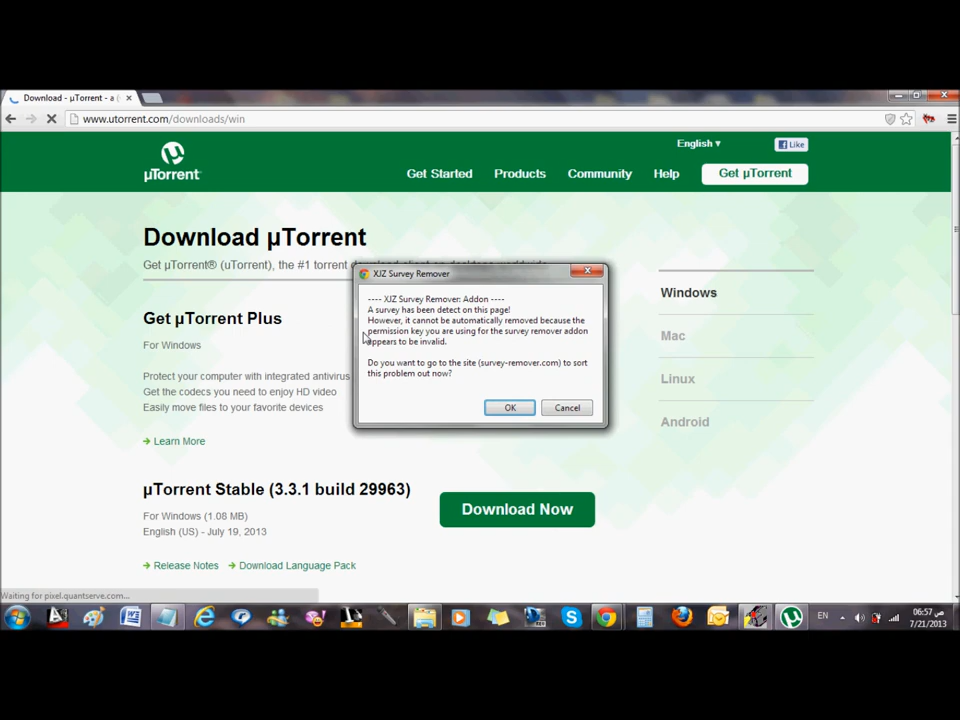 Download - µTorrent - a (
www.utorrent.com/downloads/win
English ▾
Like
µTorrent
Get Started
Products
Community
Help
Get µTorrent
Download µTorrent
Get µTorrent® (uTorrent), the #1 torrent
Get µTorrent Plus
For Windows
Protect your computer with integrated antivirus
Get the codecs you need to enjoy HD video
Easily move files to your favorite devices
Learn More
XJZ Survey Remover
---- XJZ Survey Remover: Addon ----
A survey has been detect on this page!
However, it cannot be automatically removed because the
permission key you are using for the survey remover addon
appears to be invalid.
Do you want to go to the site (survey-remover.com) to sort
this problem out now?
OK
Cancel
Windows
Mac
Linux
Android
µTorrent Stable (3.3.1 build 29963)
For Windows (1.08 MB)
English (US) - July 19, 2013
Download Now
Release Notes
Download Language Pack
Waiting for pixel.quantserve.com...
EN
06:57 ص
7/21/2013